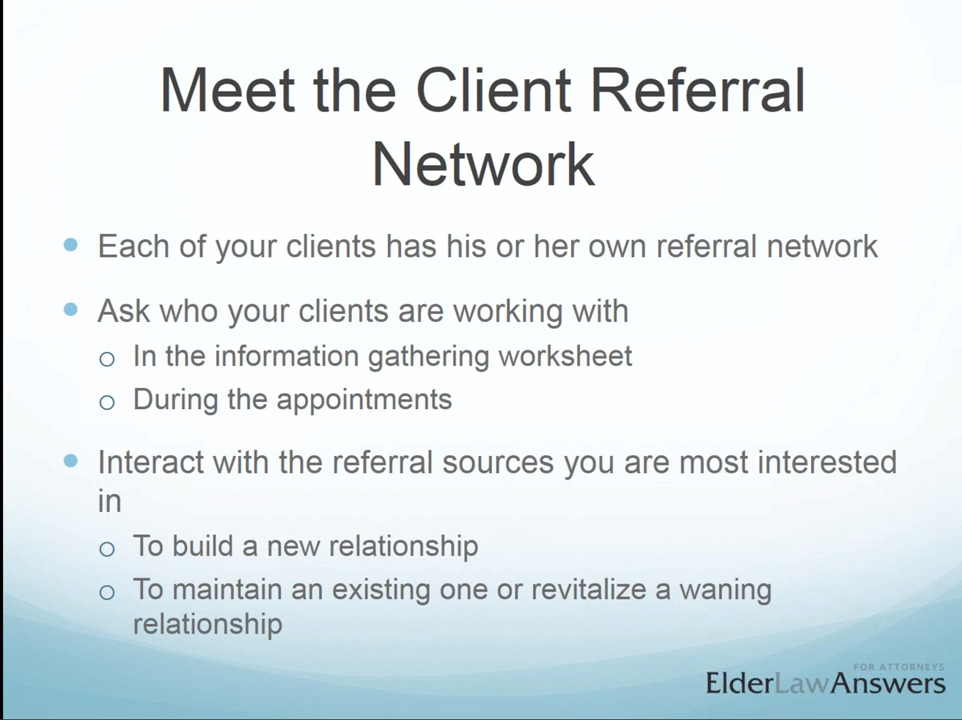 Meet the Client Referral
Network
• Each of your clients has his or her own referral network
• Ask who your clients are working with
o In the information gathering worksheet
o During the appointments
• Interact with the referral sources you are most interested
in
o To build a new relationship
o To maintain an existing one or revitalize a waning
relationship
FOR ATTORNEYS
ElderLawAnswers